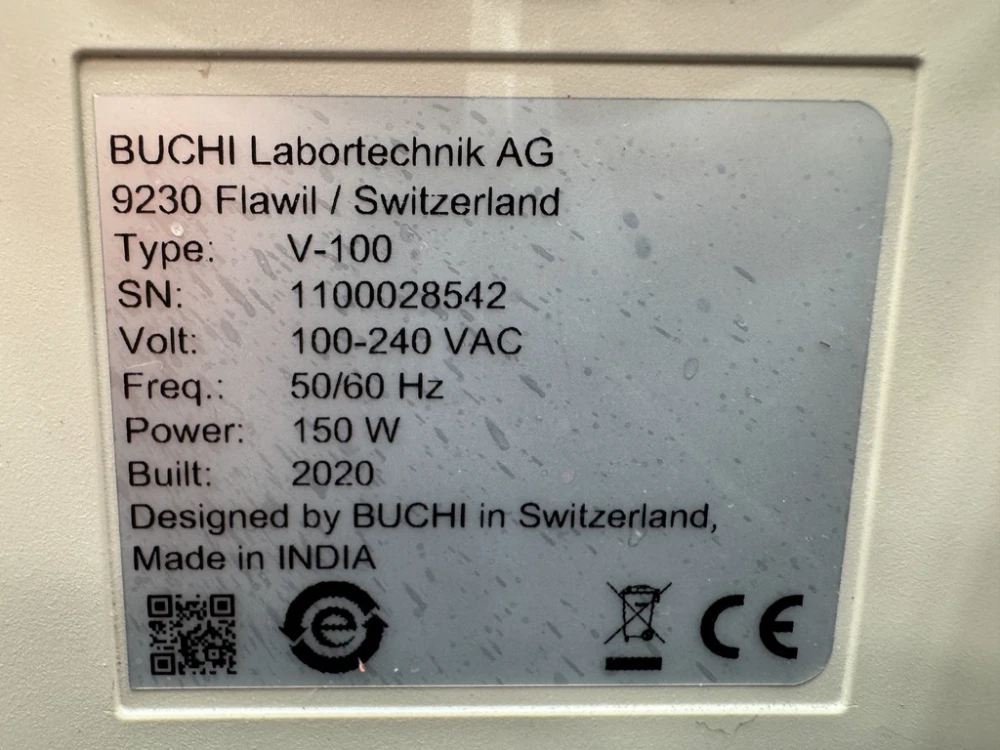 BUCHI Labortechnik AG
9230 Flawil / Switzerland
Type: V-100
SN: 1100028542
Volt: 100-240 VAC
Freq.: 50/60 Hz
Power: 150 W
Built: 2020
Designed by BUCHI in Switzerland,
Made in INDIA
e CE